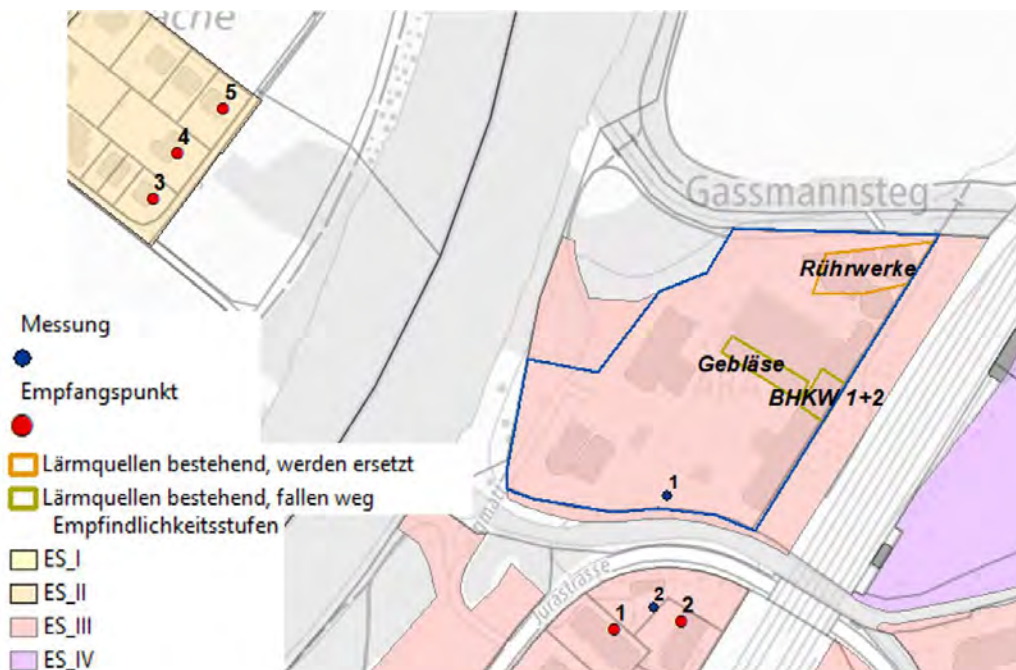 5
4
3
Gassmannsteg
Rührwerke
Gebläse
BHKW 1+2
1
Jurastrasse
2
1
2
Messung
Empfangspunkt
Lärmquellen bestehend, werden ersetzt
Lärmquellen bestehend, fallen weg
Empfindlichkeitsstufen
ES_I
ES_II
ES_III
ES_IV